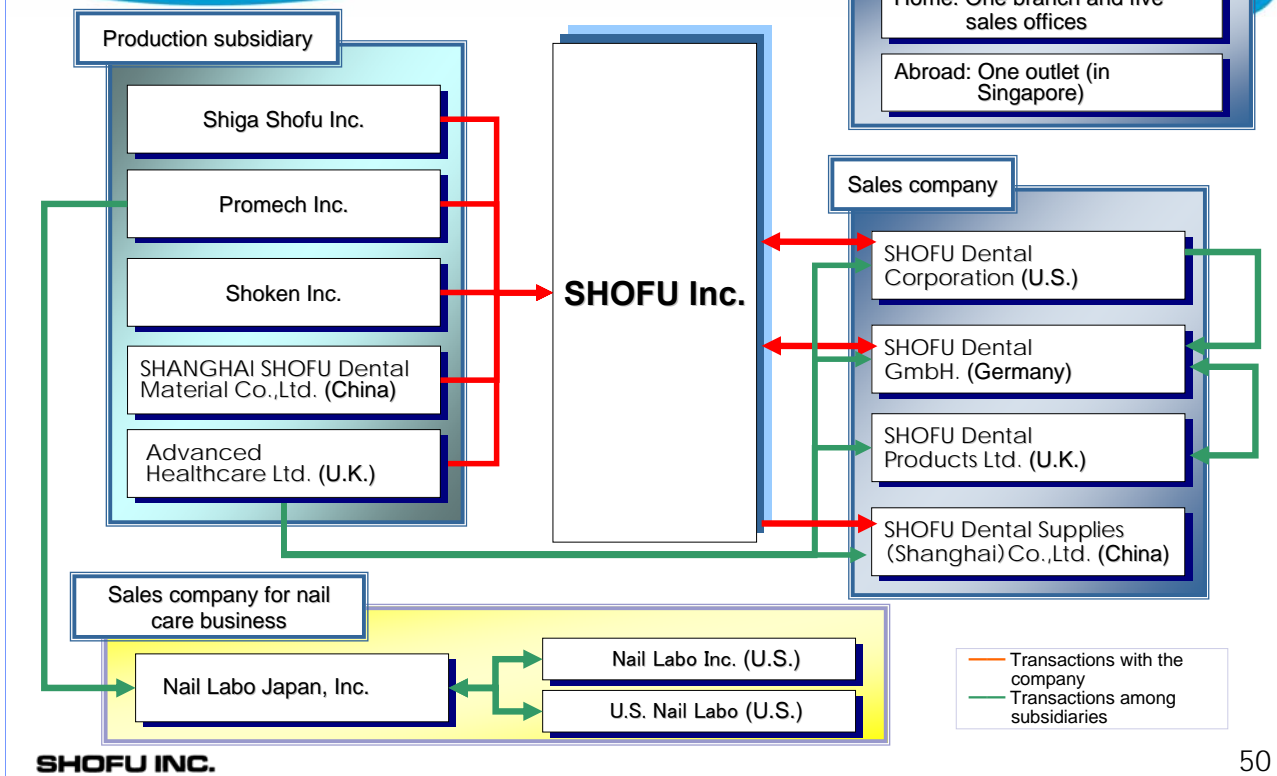 Home: One branch and five
sales offices
Abroad: One outlet (in
Singapore)
Production subsidiary
Shiga Shofu Inc.
Promech Inc.
Shoken Inc.
SHANGHAI SHOFU Dental
Material Co.,Ltd. (China)
Advanced
Healthcare Ltd. (U.K.)
SHOFU Inc.
Sales company
SHOFU Dental
Corporation (U.S.)
SHOFU Dental
GmbH. (Germany)
SHOFU Dental
Products Ltd. (U.K.)
SHOFU Dental Supplies
(Shanghai)Co.,Ltd. (China)
Sales company for nail
care business
Nail Labo Japan, Inc.
Nail Labo Inc. (U.S.)
U.S. Nail Labo (U.S.)
Transactions with the
company
Transactions among
subsidiaries
SHOFU INC.
50